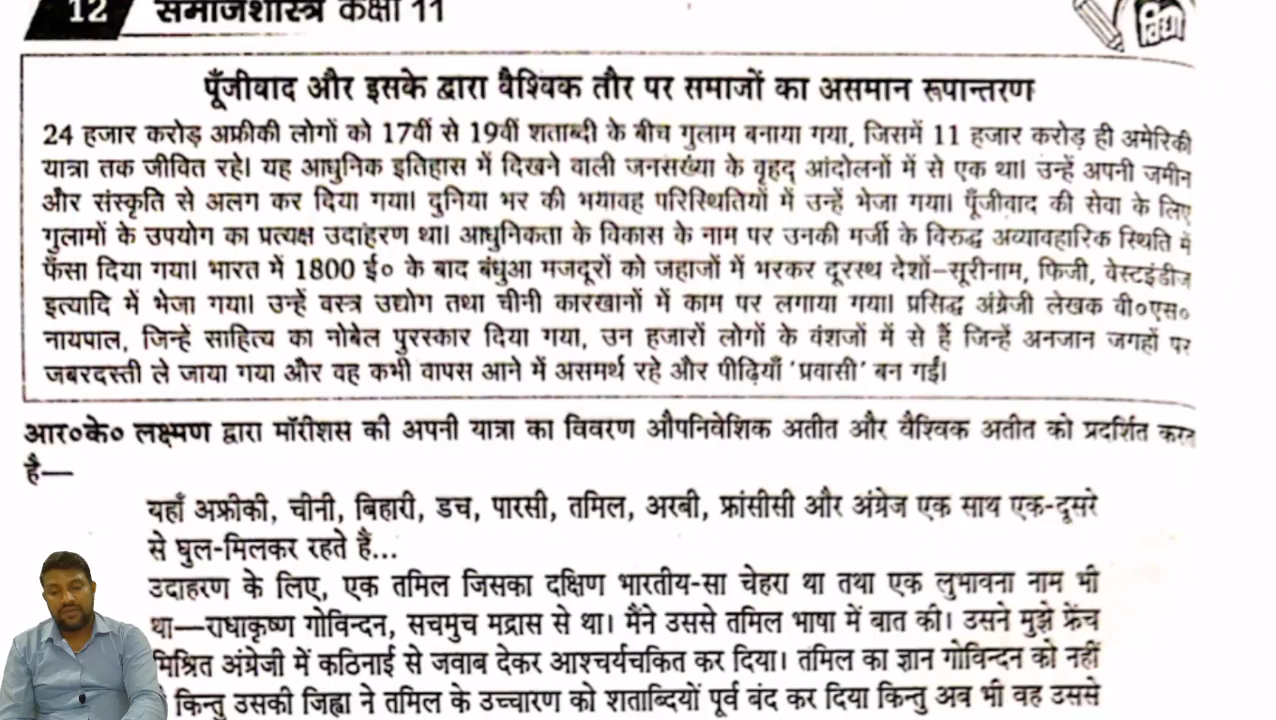 12 समाजशास्त्र कक्षा 11
विद्या
पूँजीवाद और इसके द्वारा वैश्विक तौर पर समाजों का असमान रूपान्तरण
24 हजार करोड़ अफ्रीकी लोगों को 17वीं से 19वीं शताब्दी के बीच गुलाम बनाया गया, जिसमें 11 हजार करोड़ ही अमेरिकी
यात्रा तक जीवित रहे। यह आधुनिक इतिहास में दिखने वाली जनसंख्या के वृहद् आंदोलनों में से एक था। उन्हें अपनी जमीन
और संस्कृति से अलग कर दिया गया। दुनिया भर की भयावह परिस्थितियों में उन्हें भेजा गया। पूँजीवाद की सेवा के लिए
गुलामों के उपयोग का प्रत्यक्ष उदाहरण था। आधुनिकता के विकास के नाम पर उनकी मर्जी के विरुद्ध अव्यावहारिक स्थिति में
फँसा दिया गया। भारत में 1800 ई० के बाद बंधुआ मजदूरों को जहाजों में भरकर दूरस्थ देशों–सूरीनाम, फिजी, वेस्टइंडीज
इत्यादि में भेजा गया। उन्हें वस्त्र उद्योग तथा चीनी कारखानों में काम पर लगाया गया। प्रसिद्ध अंग्रेजी लेखक वी०एस०
नायपाल, जिन्हें साहित्य का नोबेल पुरस्कार दिया गया, उन हजारों लोगों के वंशजों में से हैं जिन्हें अनजान जगहों पर
जबरदस्ती ले जाया गया और वह कभी वापस आने में असमर्थ रहे और पीढ़ियाँ 'प्रवासी' बन गईं।
आर०के० लक्ष्मण द्वारा मॉरीशस की अपनी यात्रा का विवरण औपनिवेशिक अतीत और वैश्विक अतीत को प्रदर्शित करता
है—
यहाँ अफ्रीकी, चीनी, बिहारी, डच, पारसी, तमिल, अरबी, फ्रांसीसी और अंग्रेज एक साथ एक-दूसरे
से घुल-मिलकर रहते हैं...
उदाहरण के लिए, एक तमिल जिसका दक्षिण भारतीय-सा चेहरा था तथा एक लुभावना नाम भी
था—राधाकृष्ण गोविन्दन, सचमुच मद्रास से था। मैंने उससे तमिल भाषा में बात की। उसने मुझे फ्रेंच
मिश्रित अंग्रेजी में कठिनाई से जवाब देकर आश्चर्यचकित कर दिया। तमिल का ज्ञान गोविन्दन को नहीं
किन्तु उसकी जिह्वा ने तमिल के उच्चारण को शताब्दियों पूर्व बंद कर दिया किन्तु अब भी वह उससे